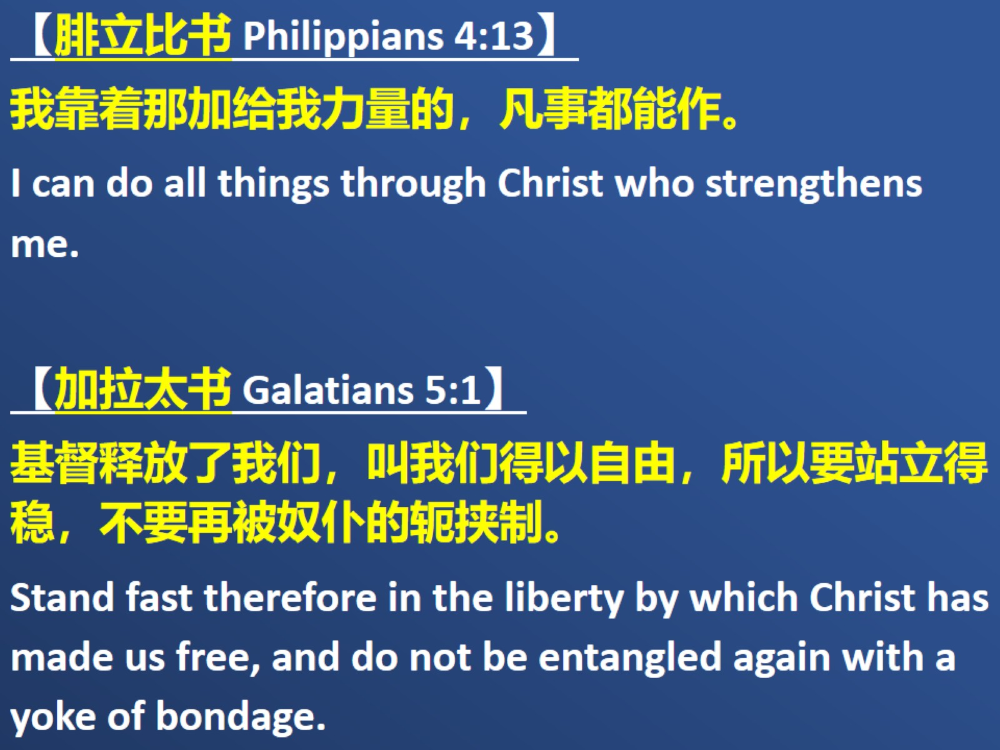 【腓立比书 Philippians 4:13】
我靠着那加给我力量的，凡事都能作。
I can do all things through Christ who strengthens
me.
【加拉太书 Galatians 5:1】
基督释放了我们，叫我们得以自由，所以要站立得
稳，不要再被奴仆的轭挟制。
Stand fast therefore in the liberty by which Christ has
made us free, and do not be entangled again with a
yoke of bondage.